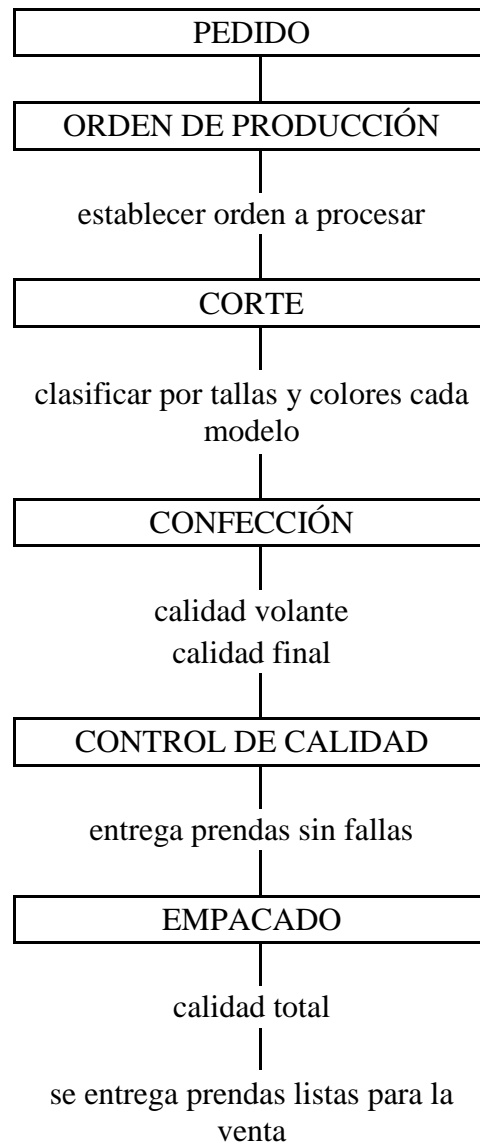 PEDIDO
ORDEN DE PRODUCCIÓN
establecer orden a procesar
CORTE
clasificar por tallas y colores cada
modelo
CONFECCIÓN
calidad volante
calidad final
CONTROL DE CALIDAD
entrega prendas sin fallas
EMPACADO
calidad total
se entrega prendas listas para la
venta